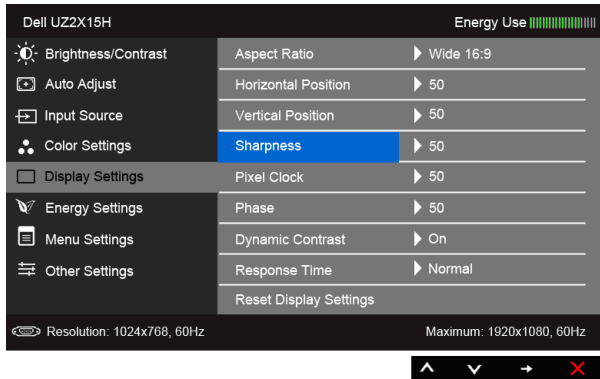 Dell UZ2X15H Energy Use
Brightness/Contrast Aspect Ratio Wide 16:9
Auto Adjust Horizontal Position 50
Input Source Vertical Position 50
Color Settings Sharpness 50
Display Settings Pixel Clock 50
Energy Settings Phase 50
Menu Settings Dynamic Contrast On
Other Settings Response Time Normal
Reset Display Settings
Resolution: 1024x768, 60Hz Maximum: 1920x1080, 60Hz